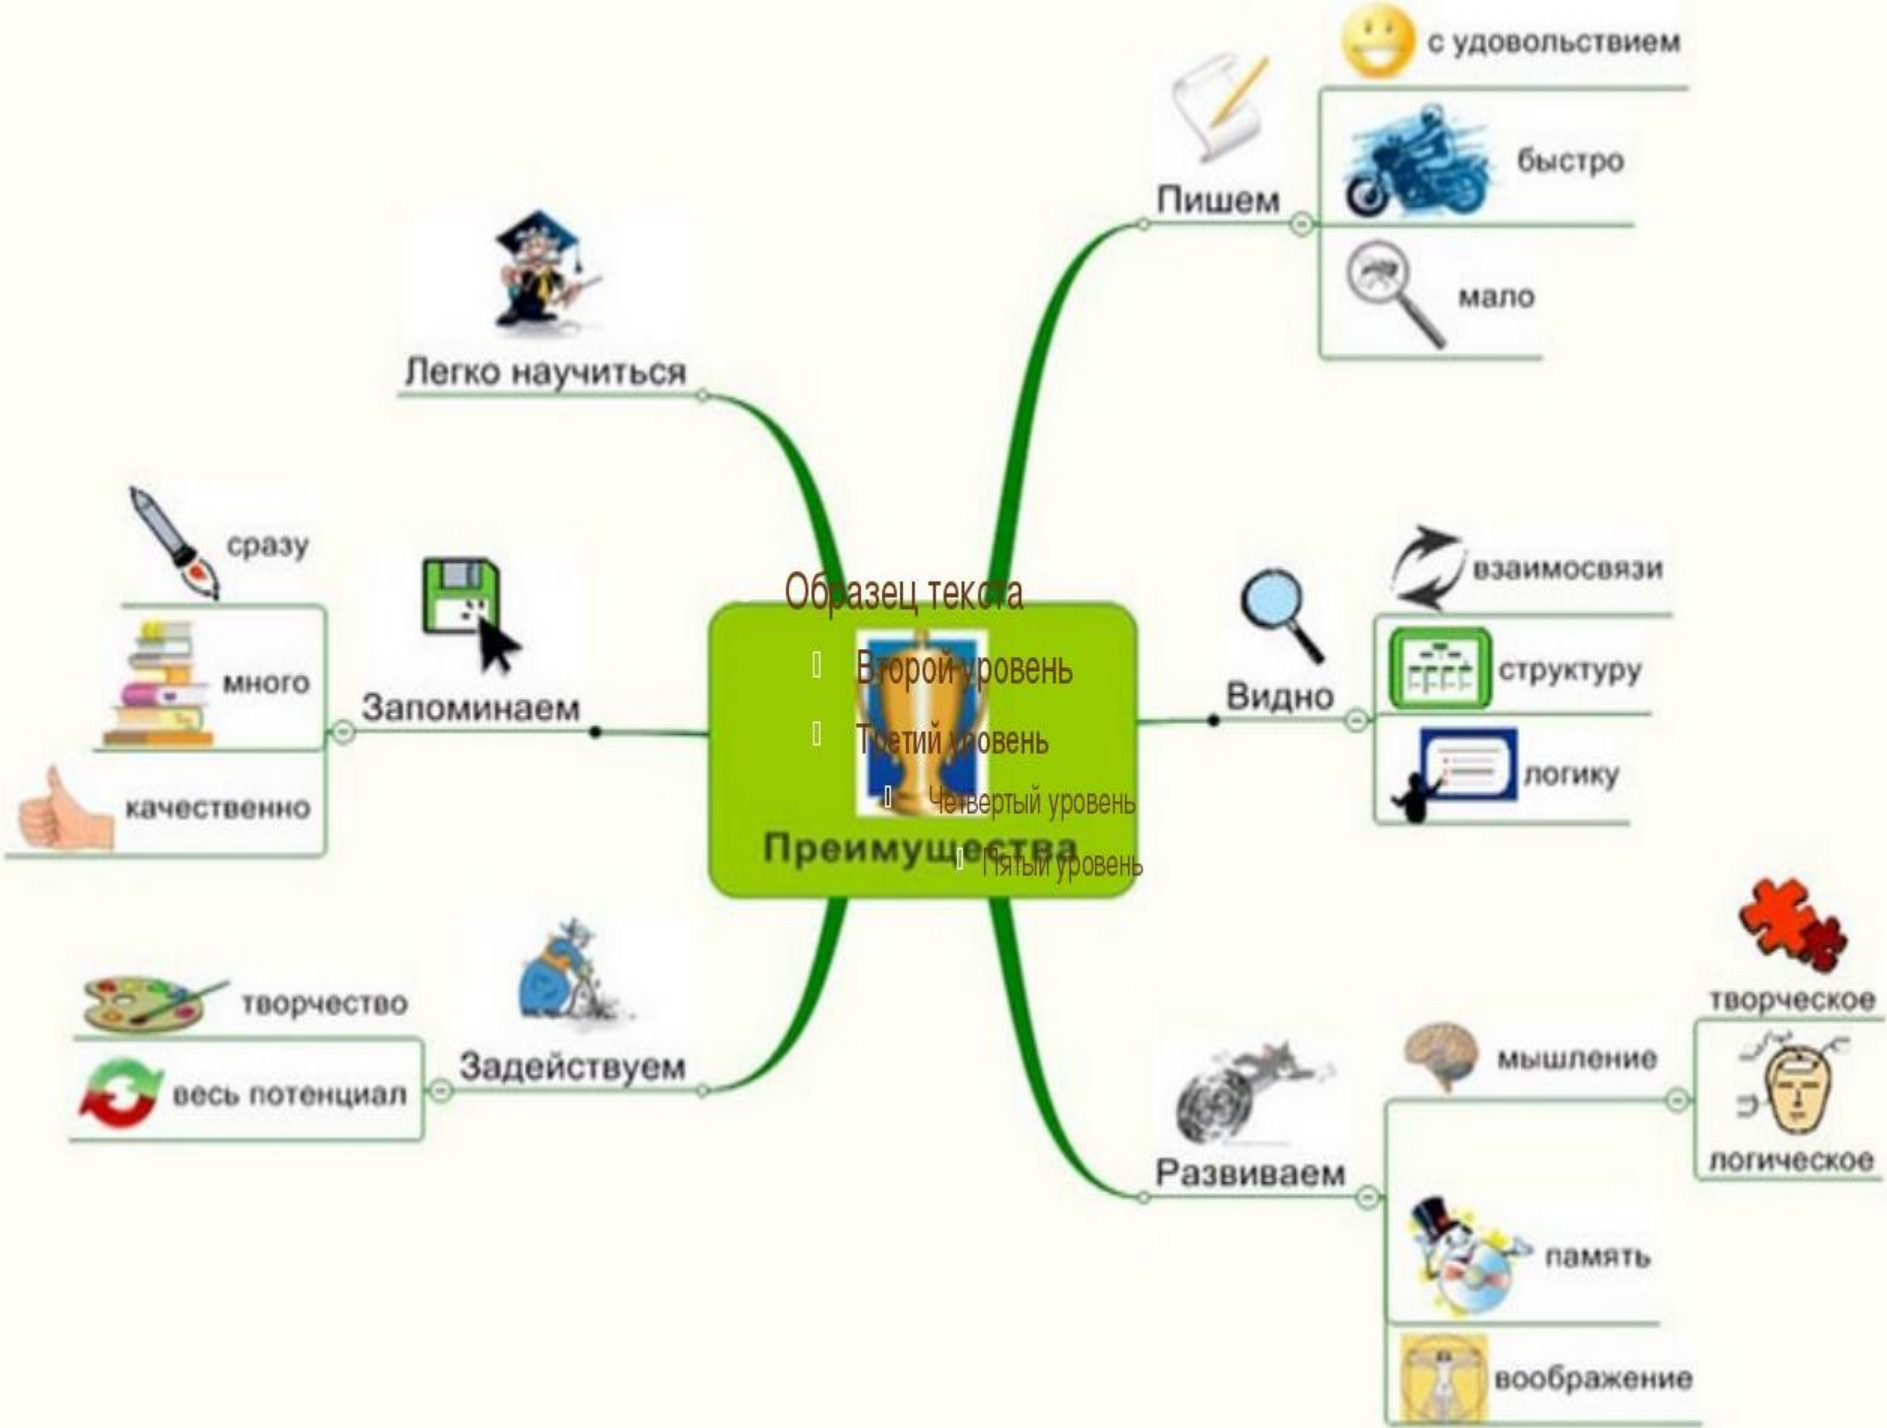 с удовольствием
быстро
Пишем
мало
Легко научиться
сразу
много
Запоминаем
качественно
взаимосвязи
структуру
Видно
логику
Образец текста
Второй уровень
Третий уровень
Четвертый уровень
Преимущества
Пятый уровень
творчество
Задействуем
весь потенциал
творческое
мышление
логическое
Развиваем
память
воображение